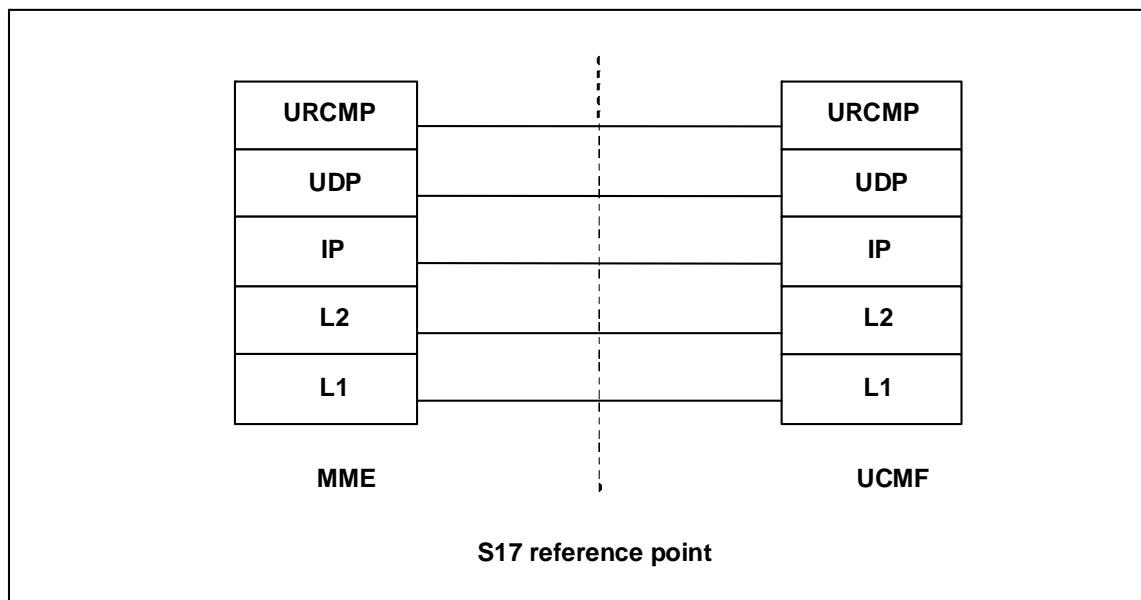 URCMP URCMP
UDP UDP
IP IP
L2 L2
L1 L1
MME UCMF
S17 reference point